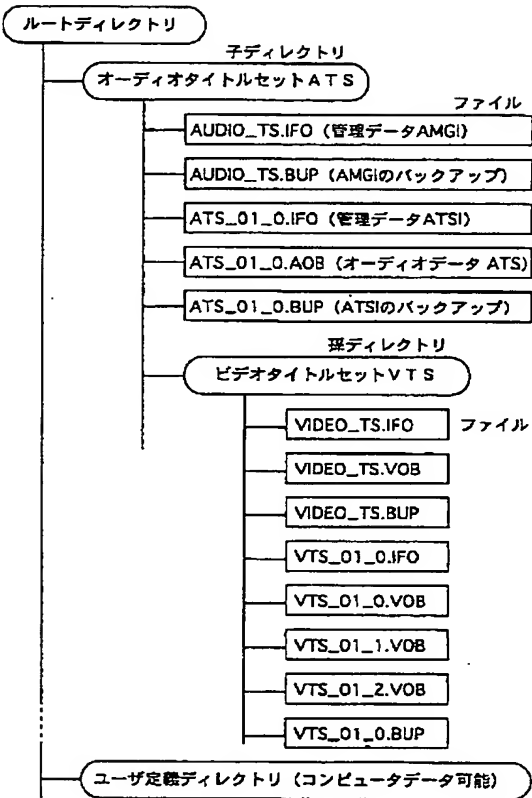 ルートディレクトリ
子ディレクトリ
オーディオタイトルセットATS
ファイル
AUDIO_TS.IFO (管理データAMGI)
AUDIO_TS.BUP (AMGIのバックアップ)
ATS_01_0.IFO (管理データATSI)
ATS_01_0.AOB (オーディオデータ ATS)
ATS_01_0.BUP (ATSIのバックアップ)
孫ディレクトリ
ビデオタイトルセットVTS
VIDEO_TS.IFO ファイル
VIDEO_TS.VOB
VIDEO_TS.BUP
VTS_01_0.IFO
VTS_01_0.VOB
VTS_01_1.VOB
VTS_01_2.VOB
VTS_01_0.BUP
ユーザ定義ディレクトリ (コンピュータデータ可能)